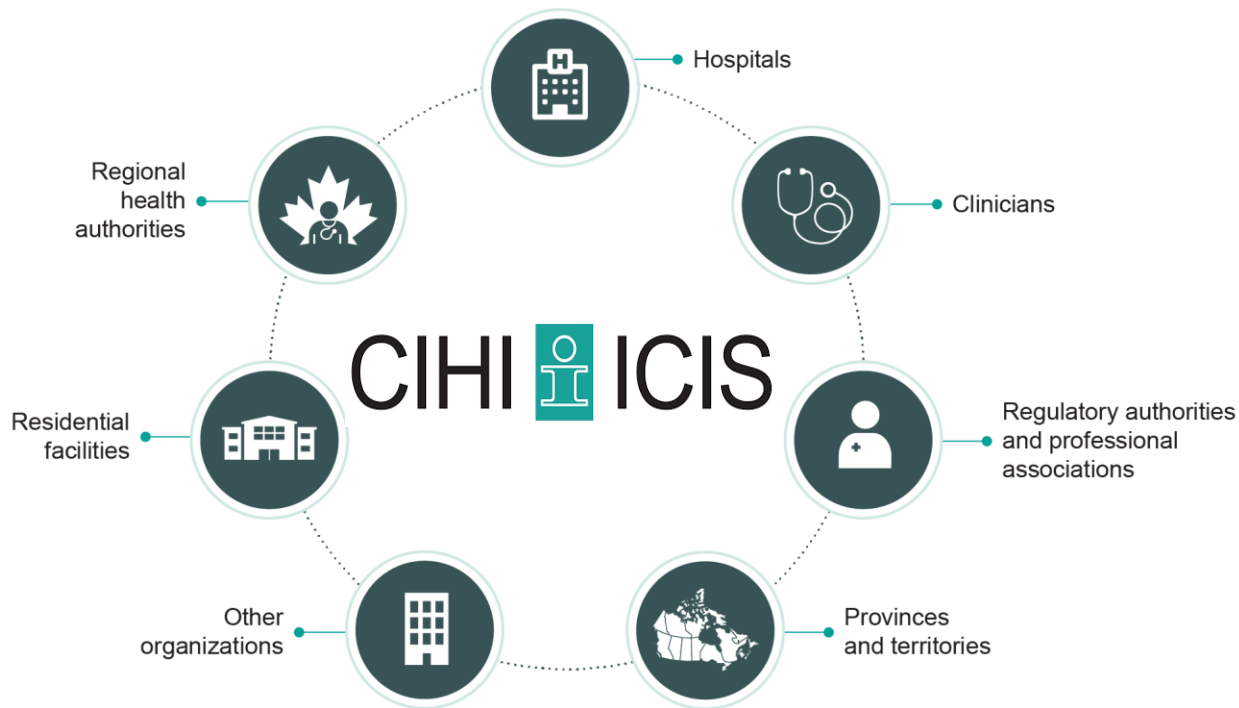 H
Hospitals
Regional
health
authorities
Clinicians
CIHI i ICIS
Residential
facilities
Regulatory authorities
and professional
associations
Other
organizations
Provinces
and territories